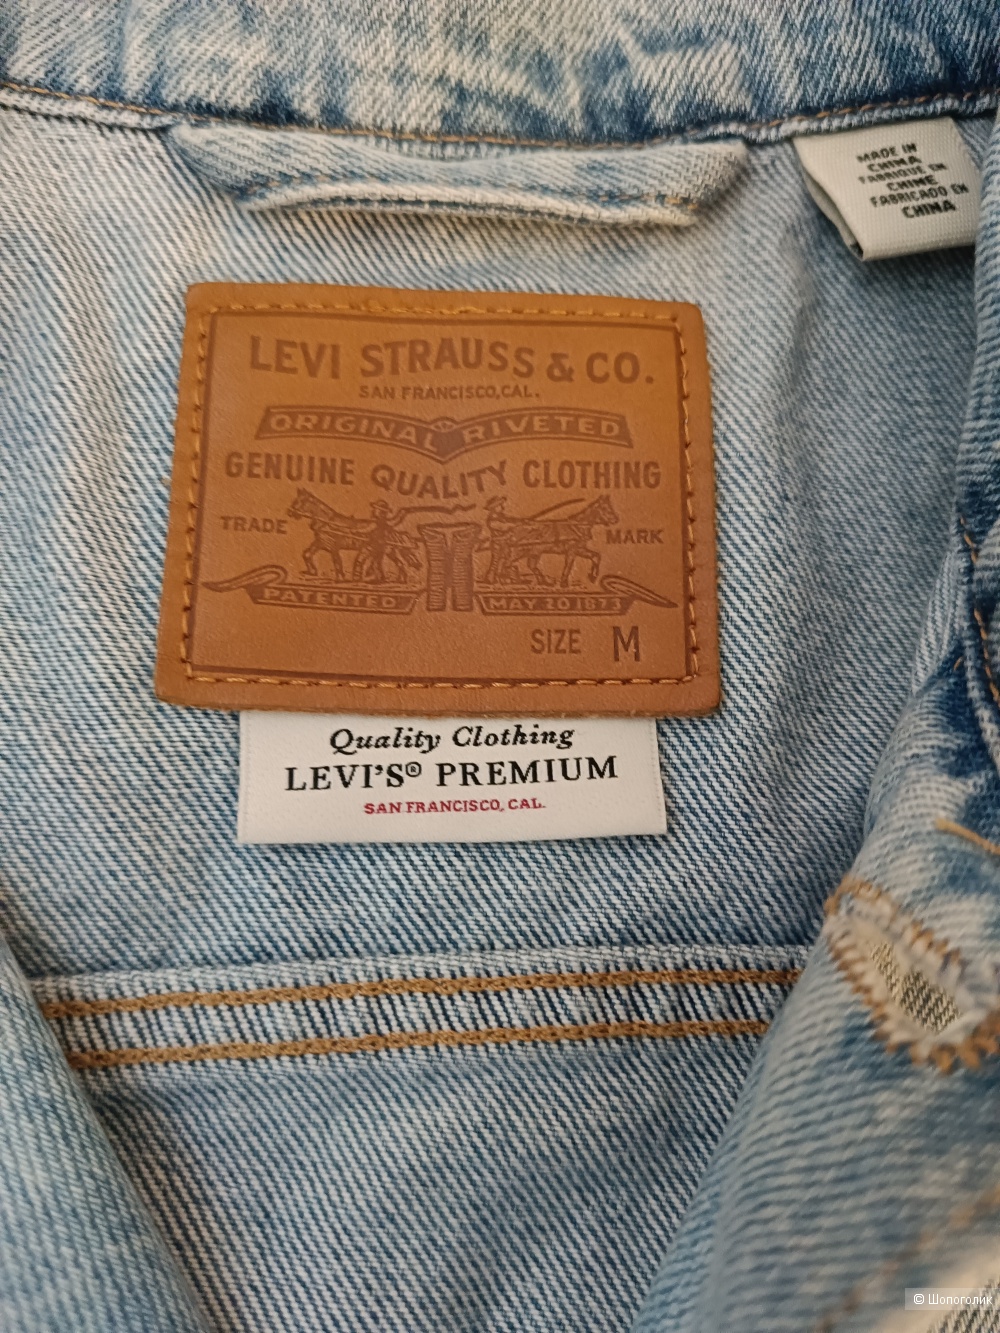 MADE IN
CHINA
FABRIQUE EN
CHINE
FABRICADO EN
CHINA
LEVI STRAUSS & CO.
SAN FRANCISCO, CAL.
ORIGINAL RIVETED
GENUINE QUALITY CLOTHING
TRADE MARK
PATENTED MAY 20 1873
SIZE M
Quality Clothing
LEVI'S® PREMIUM
SAN FRANCISCO, CAL.
© Шопоголик